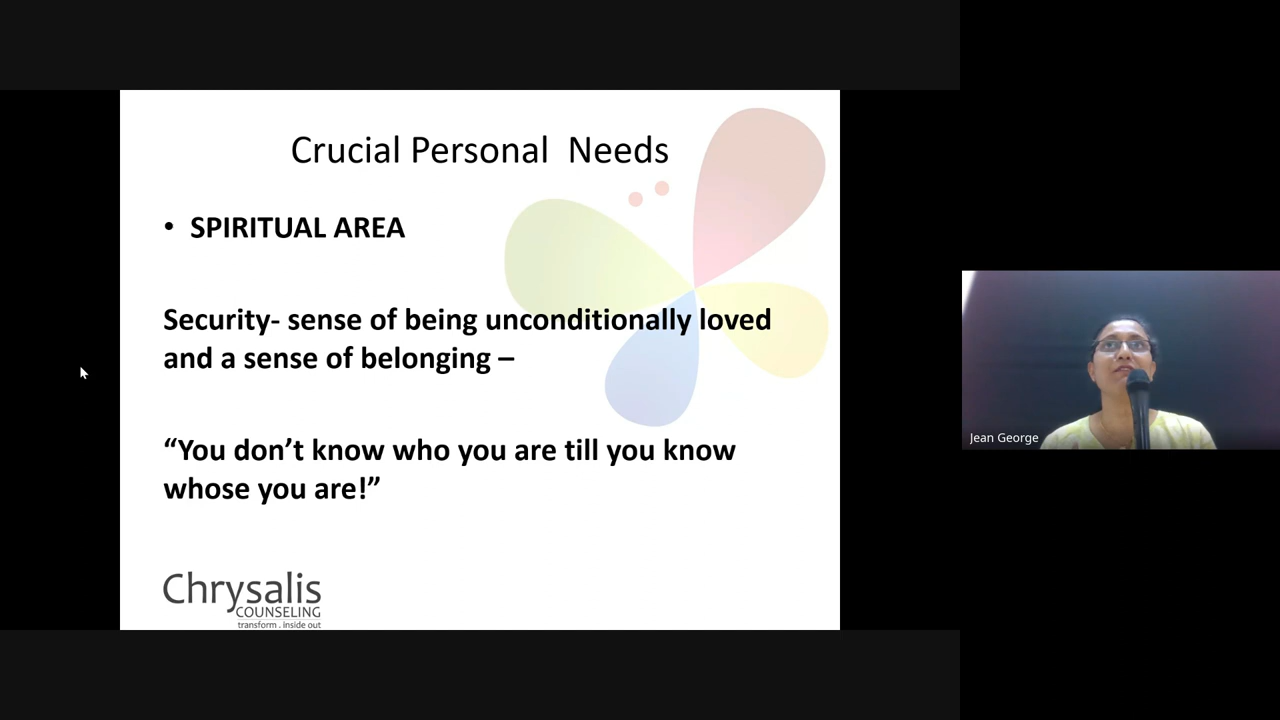 Crucial Personal Needs
• SPIRITUAL AREA
Security- sense of being unconditionally loved
and a sense of belonging –
“You don’t know who you are till you know
whose you are!”
Chrysalis
COUNSELING
transform . inside out
Jean George